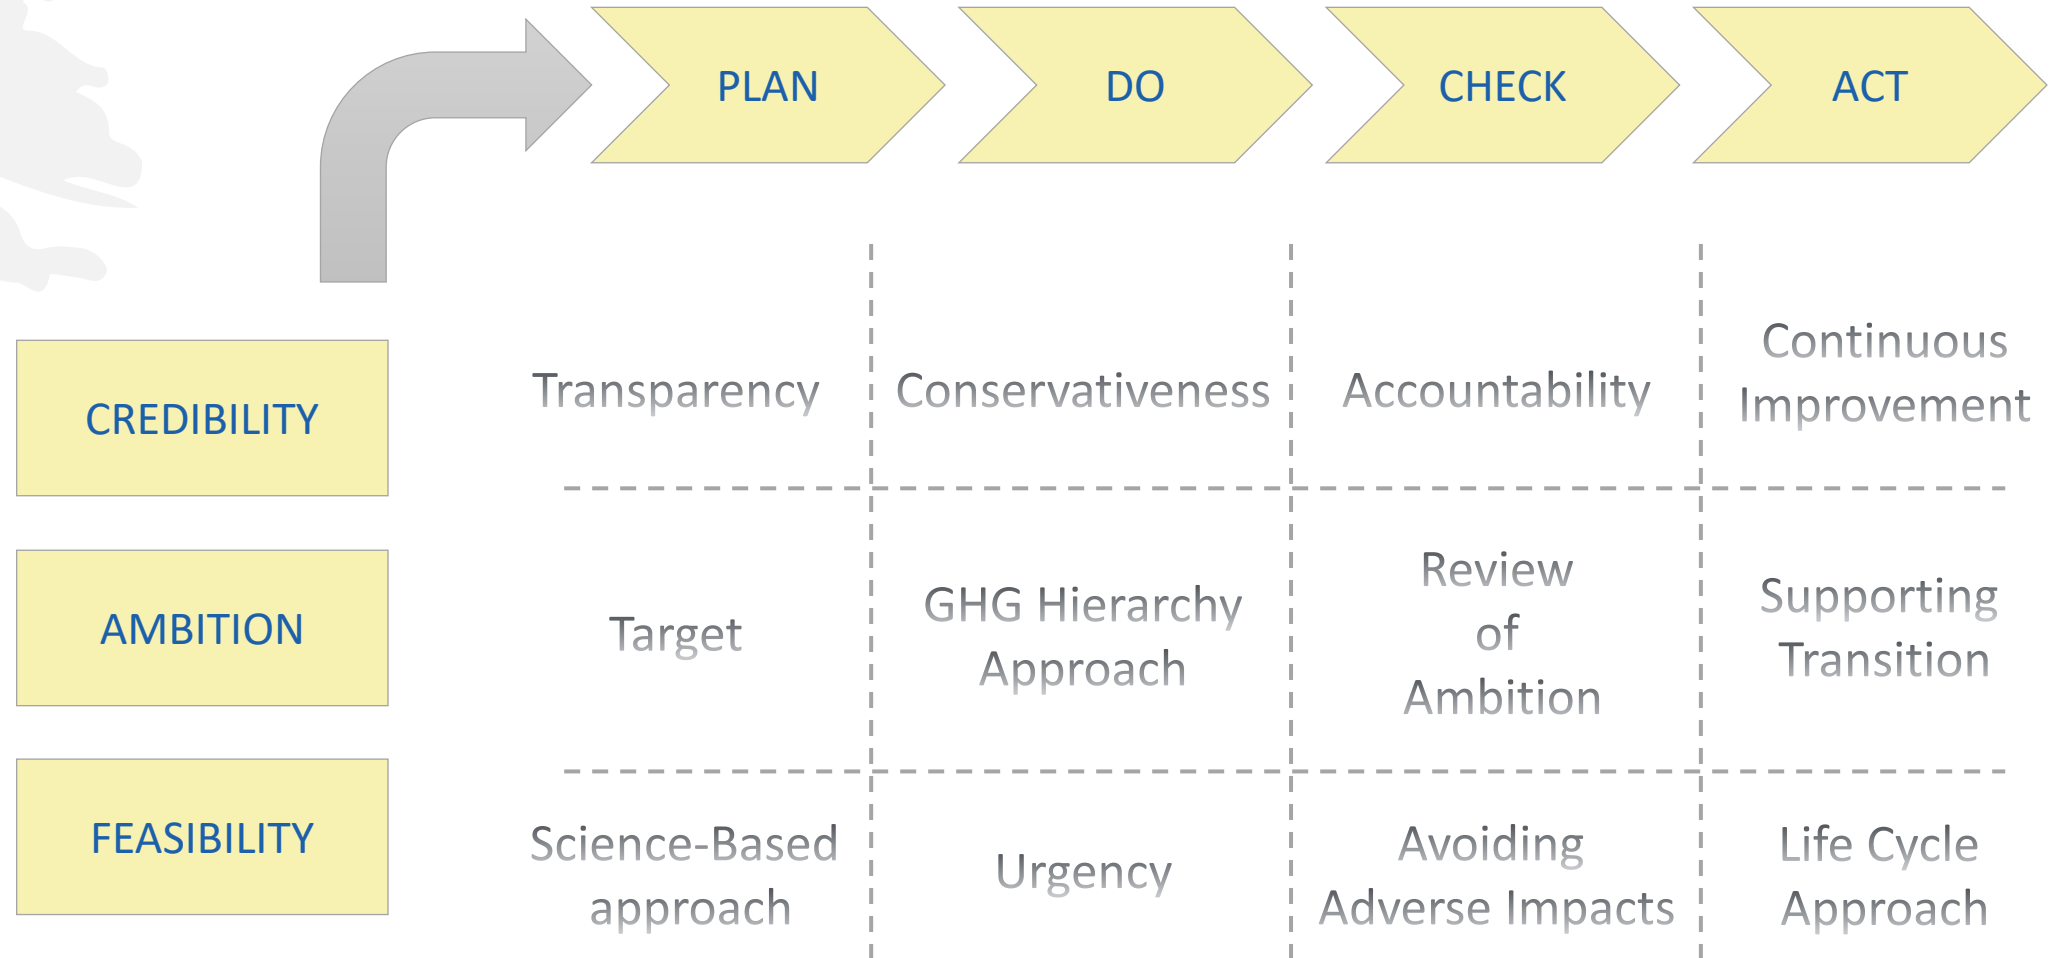 PLAN
DO
CHECK
ACT
CREDIBILITY
Transparency
Conservativeness
Accountability
Continuous
Improvement
AMBITION
Target
GHG Hierarchy
Approach
Review
of
Ambition
Supporting
Transition
FEASIBILITY
Science-Based
approach
Urgency
Avoiding
Adverse Impacts
Life Cycle
Approach